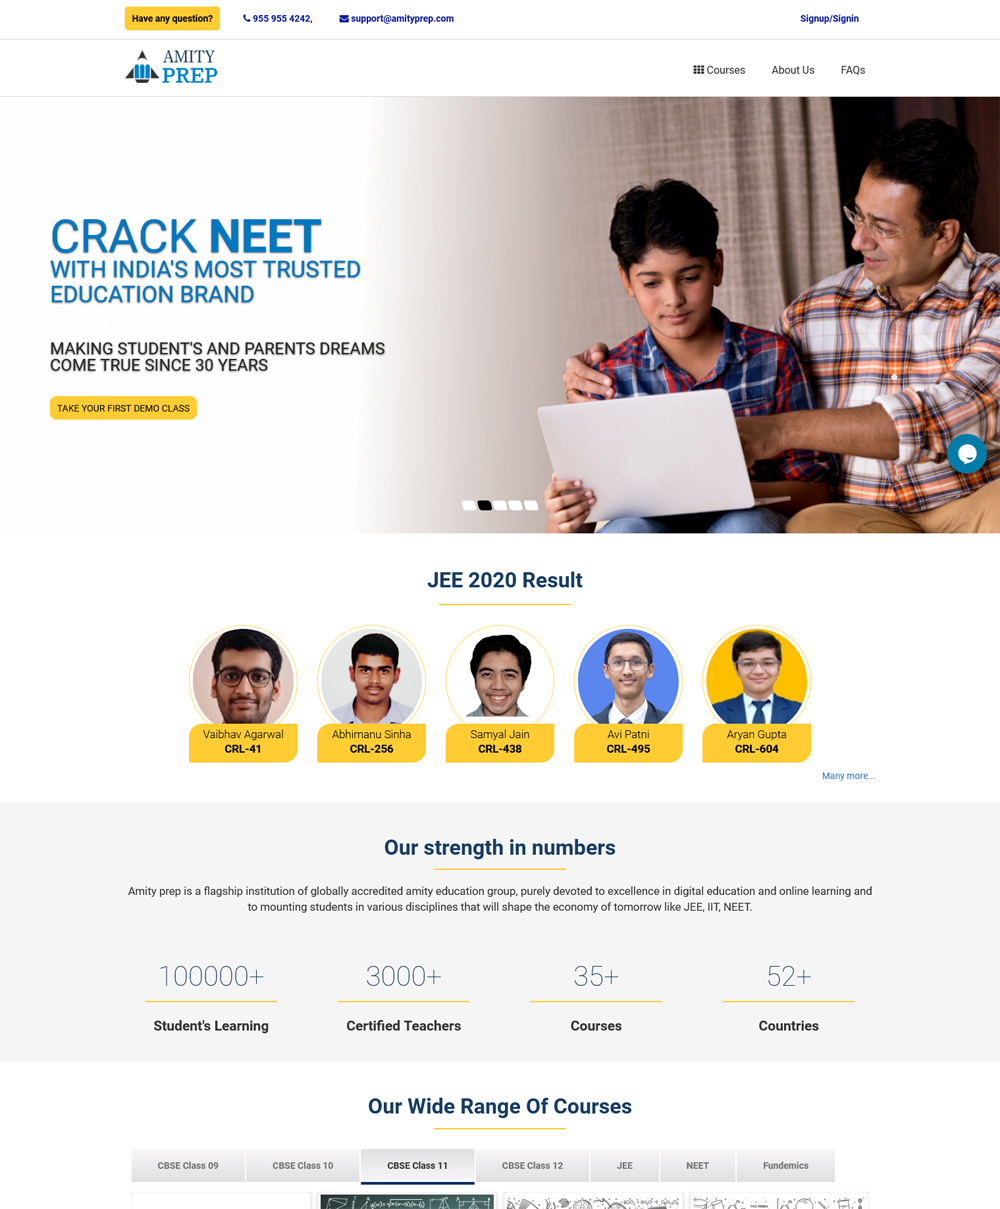 Have any question?
955 955 4242,
support@amityprep.com
Signup/Signin
AMITY
PREP
Courses
About Us
FAQs
CRACK NEET
WITH INDIA'S MOST TRUSTED
EDUCATION BRAND
MAKING STUDENT'S AND PARENTS DREAMS
COME TRUE SINCE 30 YEARS
TAKE YOUR FIRST DEMO CLASS
JEE 2020 Result
Vaibhav Agarwal
CRL-41
Abhimanu Sinha
CRL-256
Samyal Jain
CRL-438
Avi Patni
CRL-495
Aryan Gupta
CRL-604
Many more...
Our strength in numbers
Amity prep is a flagship institution of globally accredited amity education group, purely devoted to excellence in digital education and online learning and
to mounting students in various disciplines that will shape the economy of tomorrow like JEE, IIT, NEET.
100000+
Student's Learning
3000+
Certified Teachers
35+
Courses
52+
Countries
Our Wide Range Of Courses
CBSE Class 09
CBSE Class 10
CBSE Class 11
CBSE Class 12
JEE
NEET
Fundemics